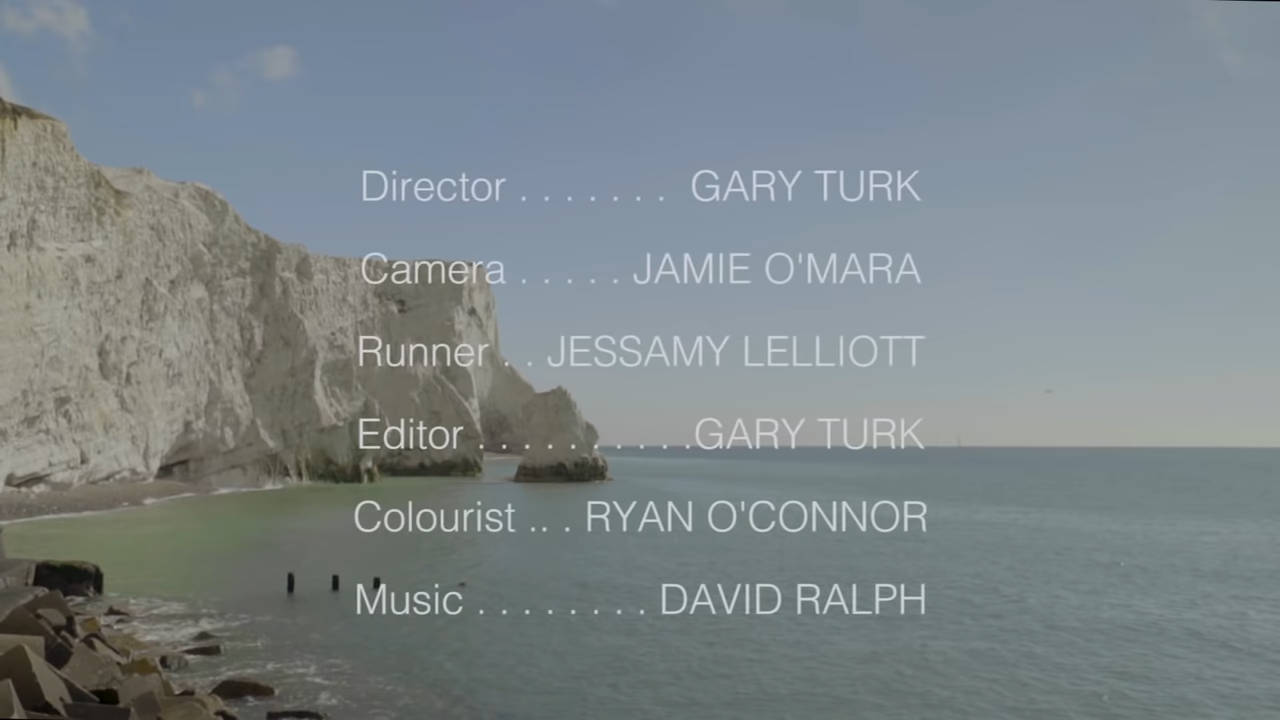 Director . . . . . . . GARY TURK
Camera . . . . . JAMIE O'MARA
Runner . . JESSAMY LELLIOTT
Editor . . . . . . . . . .GARY TURK
Colourist .. . RYAN O'CONNOR
Music . . . . . . . . DAVID RALPH